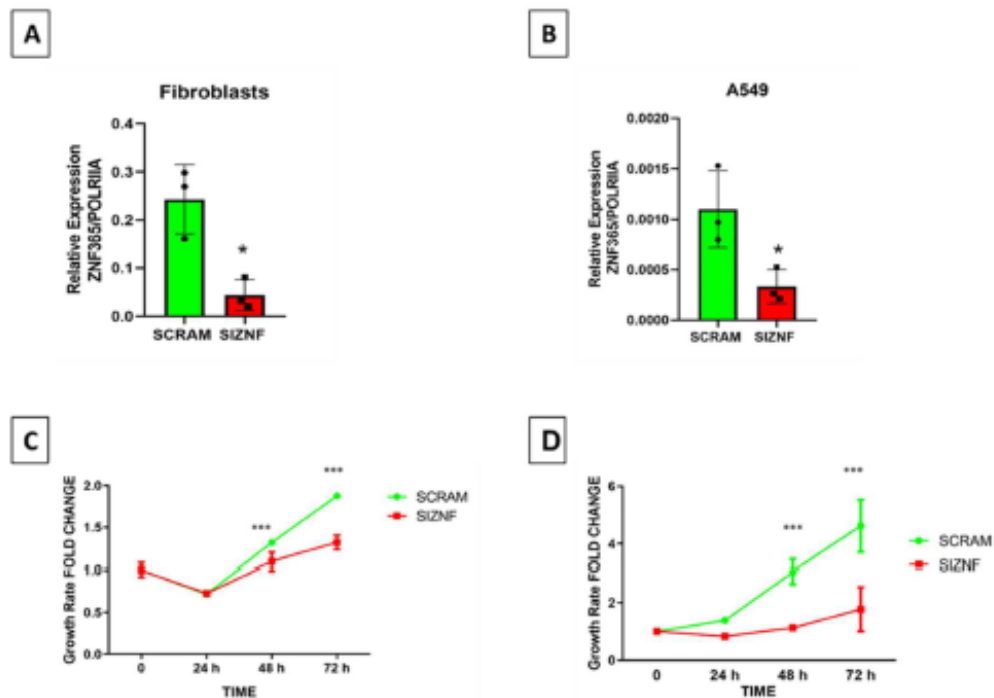 A
B
Fibroblasts
A549
Relative Expression
ZNF365/POLRIIA
0.4
0.3
0.2
0.1
0.0
SCRAM SIZNF
*
Relative Expression
ZNF365/POLRIIA
0.0020
0.0015
0.0010
0.0005
0.0000
SCRAM SIZNF
*
C
D
Growth Rate FOLD CHANGE
2.0
1.5
1.0
0.5
0.0
0 24 h 48 h 72 h
TIME
***
***
SCRAM
SIZNF
Growth Rate FOLD CHANGE
6
4
2
0
0 24 h 48 h 72 h
TIME
***
***
SCRAM
SIZNF